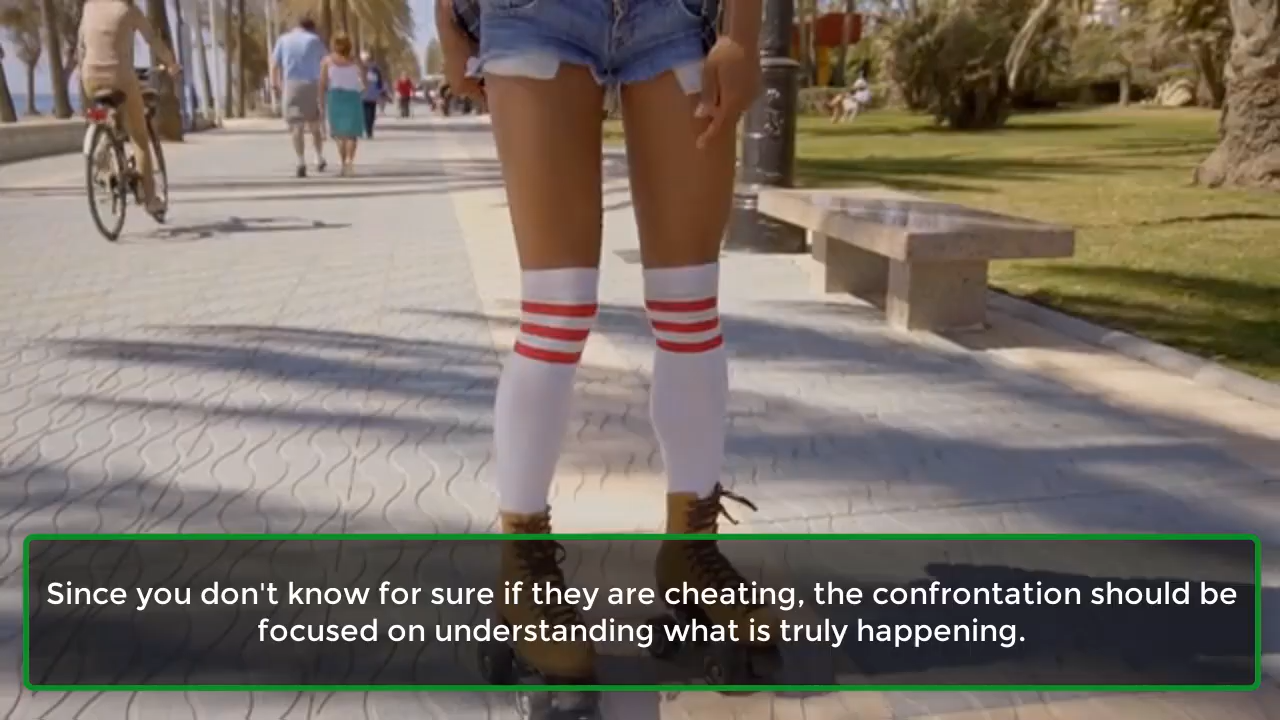 Since you don't know for sure if they are cheating, the confrontation should be
focused on understanding what is truly happening.